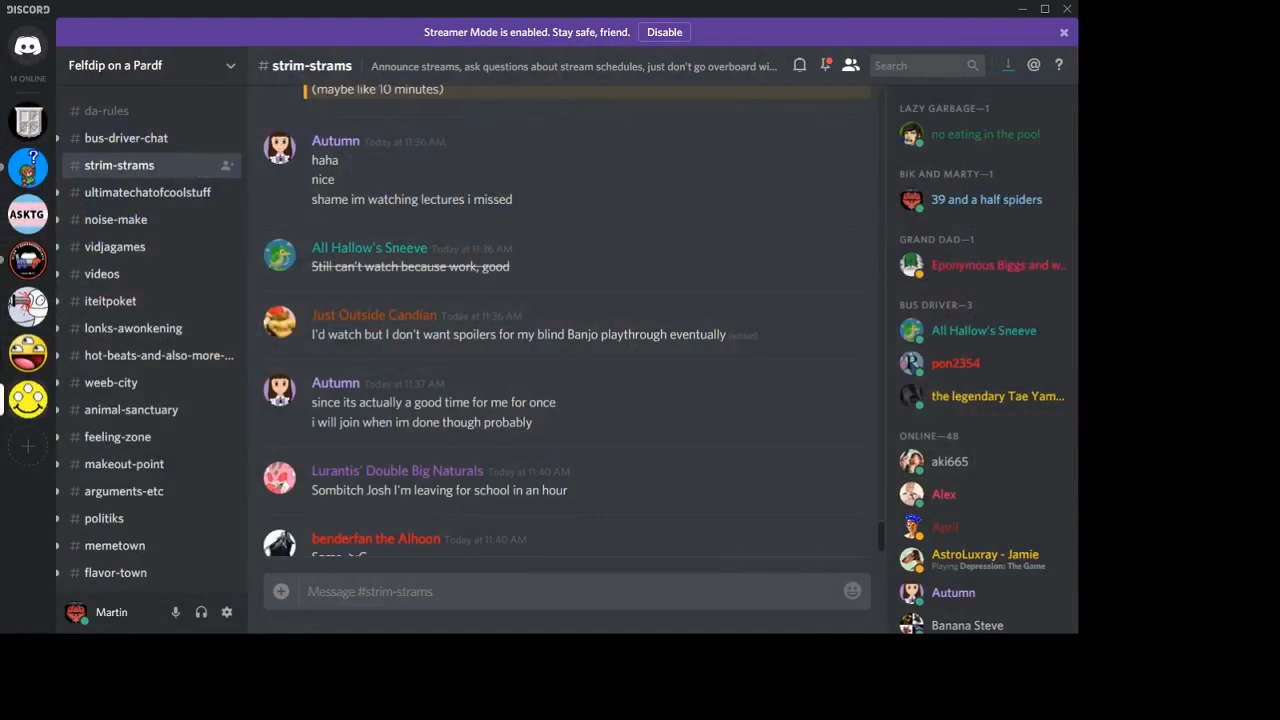 DISCORD
Streamer Mode is enabled. Stay safe, friend. Disable
14 ONLINE
ASKTG
Felfdip on a Pardf
# da-rules
# bus-driver-chat
# strim-strams
# ultimatechatofcoolstuff
# noise-make
# vidjagames
# videos
# iteitpoket
# lonks-awonkening
# hot-beats-and-also-more-...
# weeb-city
# animal-sanctuary
# feeling-zone
# makeout-point
# arguments-etc
# politiks
# memetown
# flavor-town
Martin
# strim-strams Announce streams, ask questions about stream schedules, just don't go overboard wi...
Search
(maybe like 10 minutes)
Autumn Today at 11:36 AM
haha
nice
shame im watching lectures i missed
All Hallow's Sneeve Today at 11:36 AM
Still can't watch because work, good
Just Outside Candian Today at 11:36 AM
I'd watch but I don't want spoilers for my blind Banjo playthrough eventually (edited)
Autumn Today at 11:37 AM
since its actually a good time for me for once
i will join when im done though probably
Lurantis' Double Big Naturals Today at 11:40 AM
Sombitch Josh I'm leaving for school in an hour
benderfan the Alhoon Today at 11:40 AM
Message #strim-strams
LAZY GARBAGE—1
no eating in the pool
BIK AND MARTY—1
39 and a half spiders
GRAND DAD—1
Eponymous Biggs and w...
BUS DRIVER—3
All Hallow's Sneeve
pon2354
the legendary Tae Yam...
ONLINE—48
aki665
Alex
April
AstroLuxray - Jamie
Playing Depression: The Game
Autumn
Banana Steve